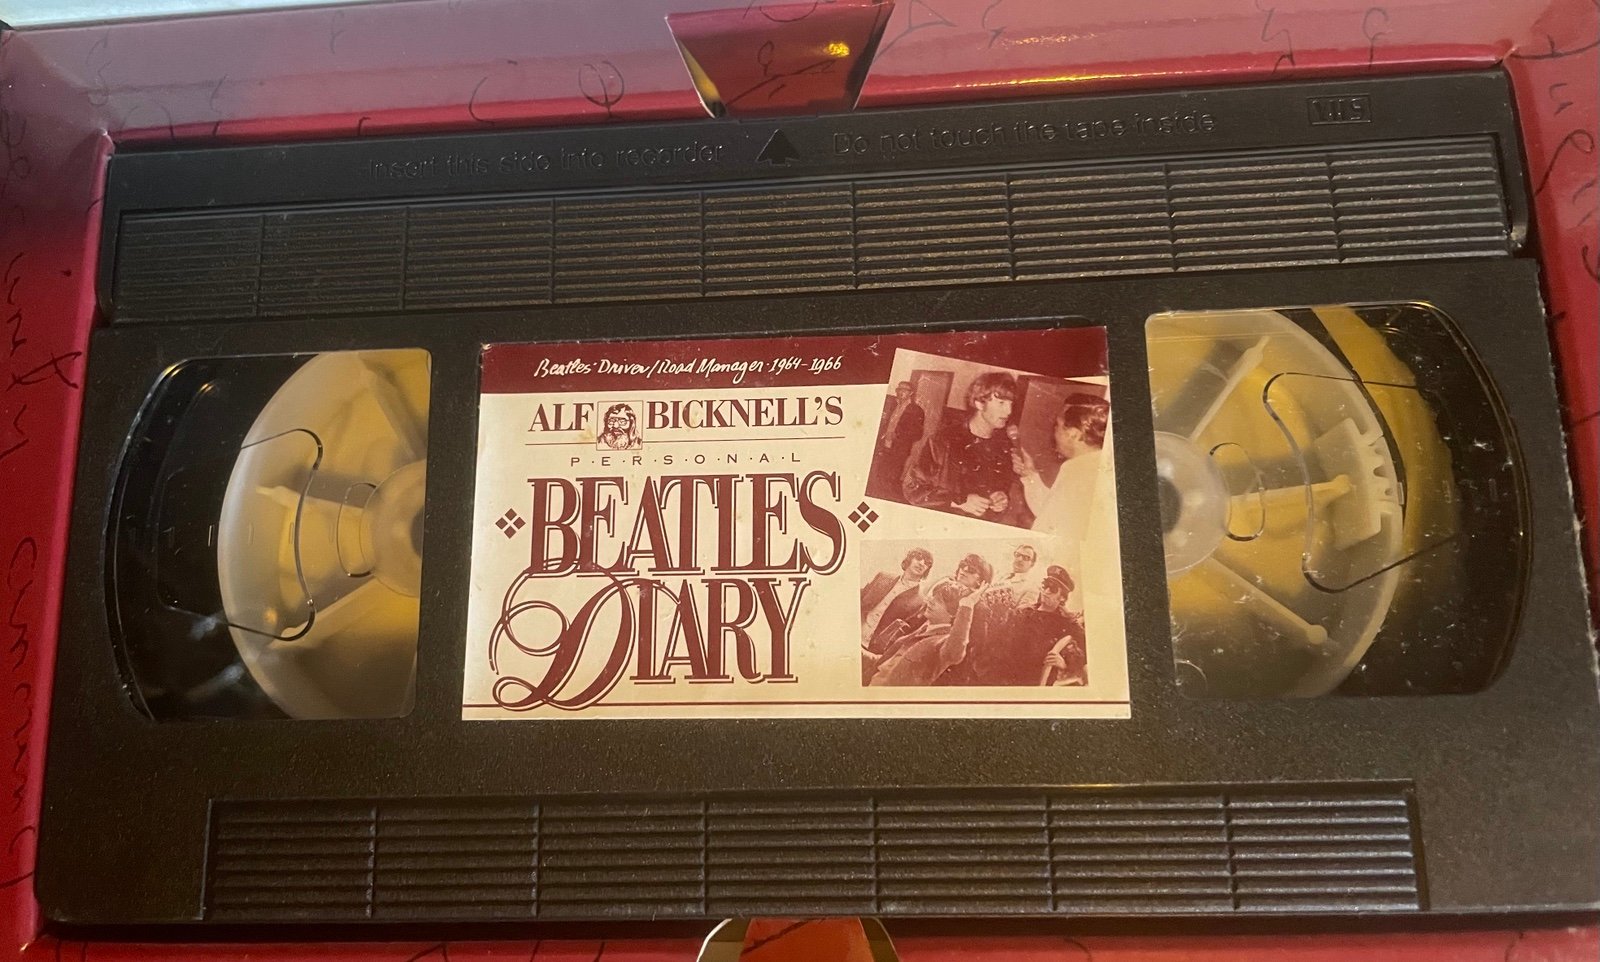 Insert this side into recorder ▲ Do not touch the tape inside VHS
Beatles' Driver/Road Manager · 1964-1966
ALF BICKNELL'S
P·E·R·S·O·N·A·L
BEATLES
DIARY